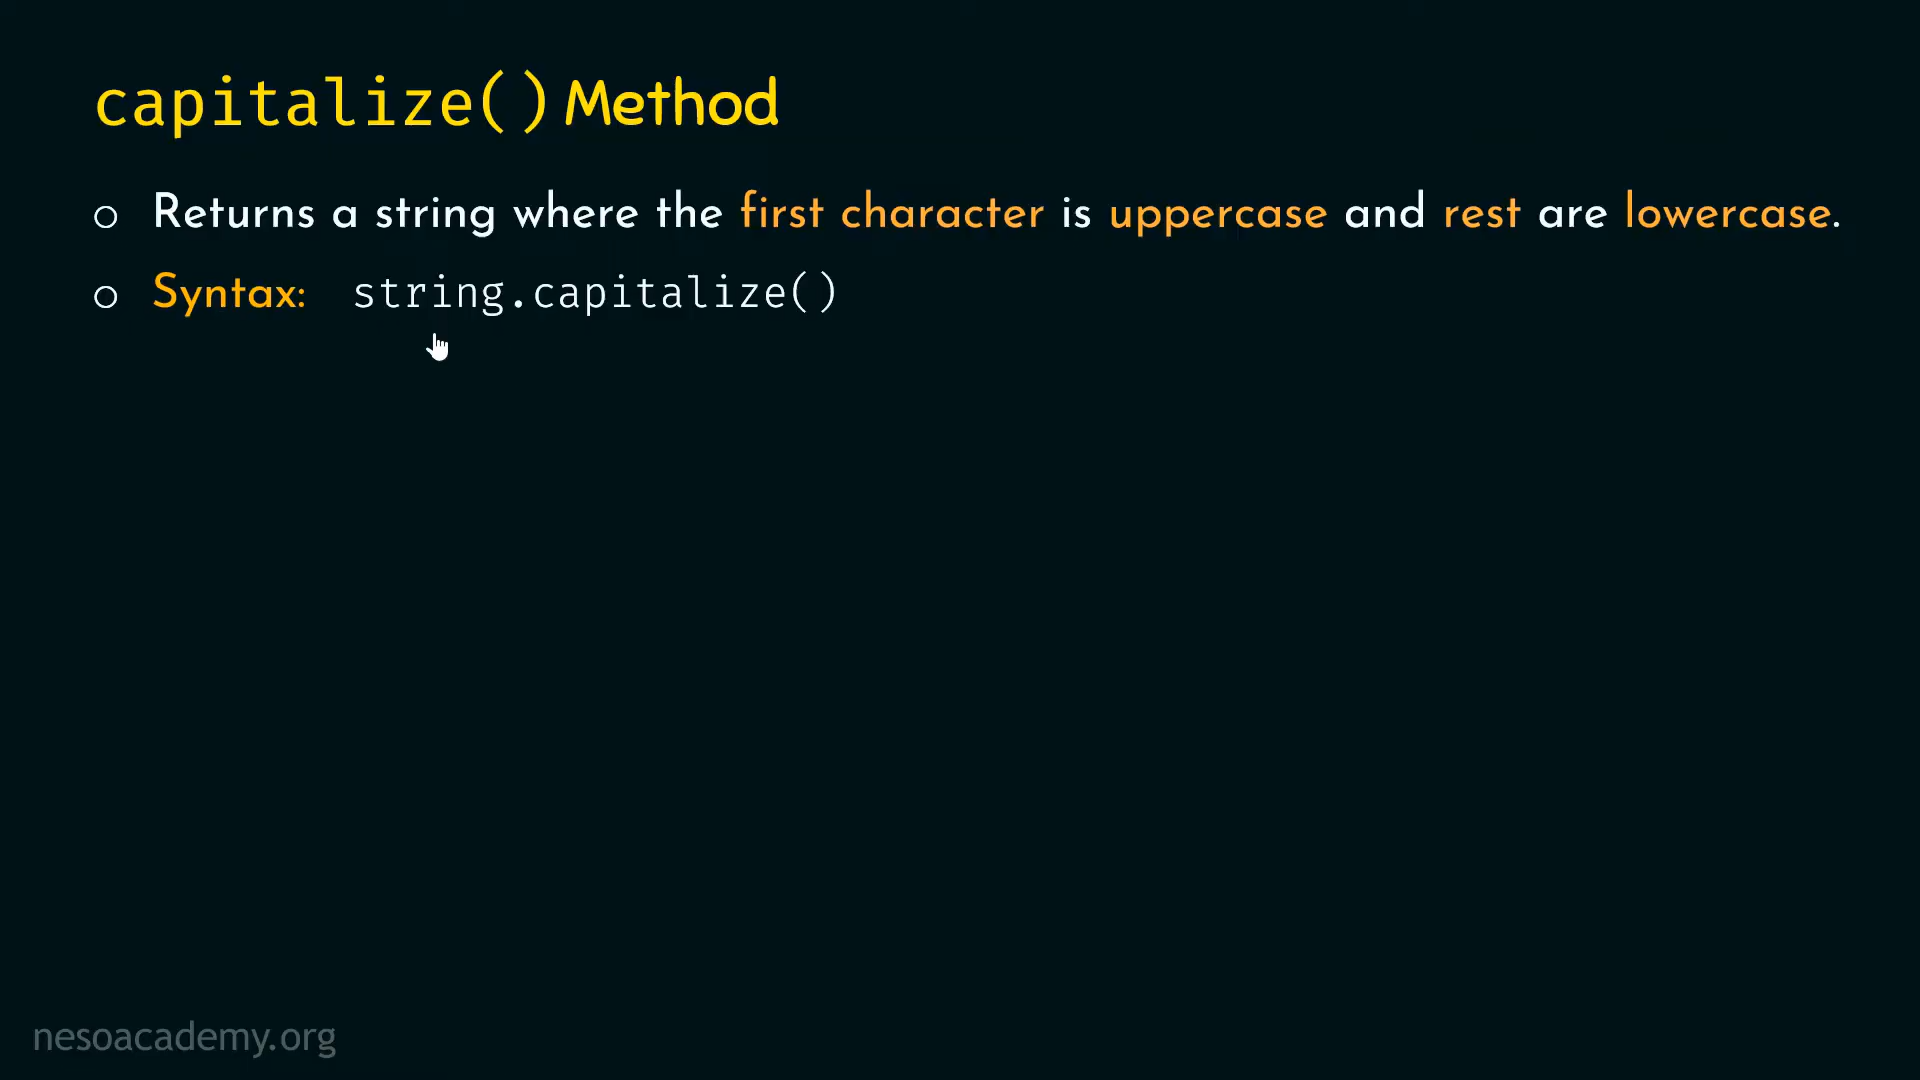 capitalize() Method
○ Returns a string where the first character is uppercase and rest are lowercase.
○ Syntax: string.capitalize()
nesoacademy.org